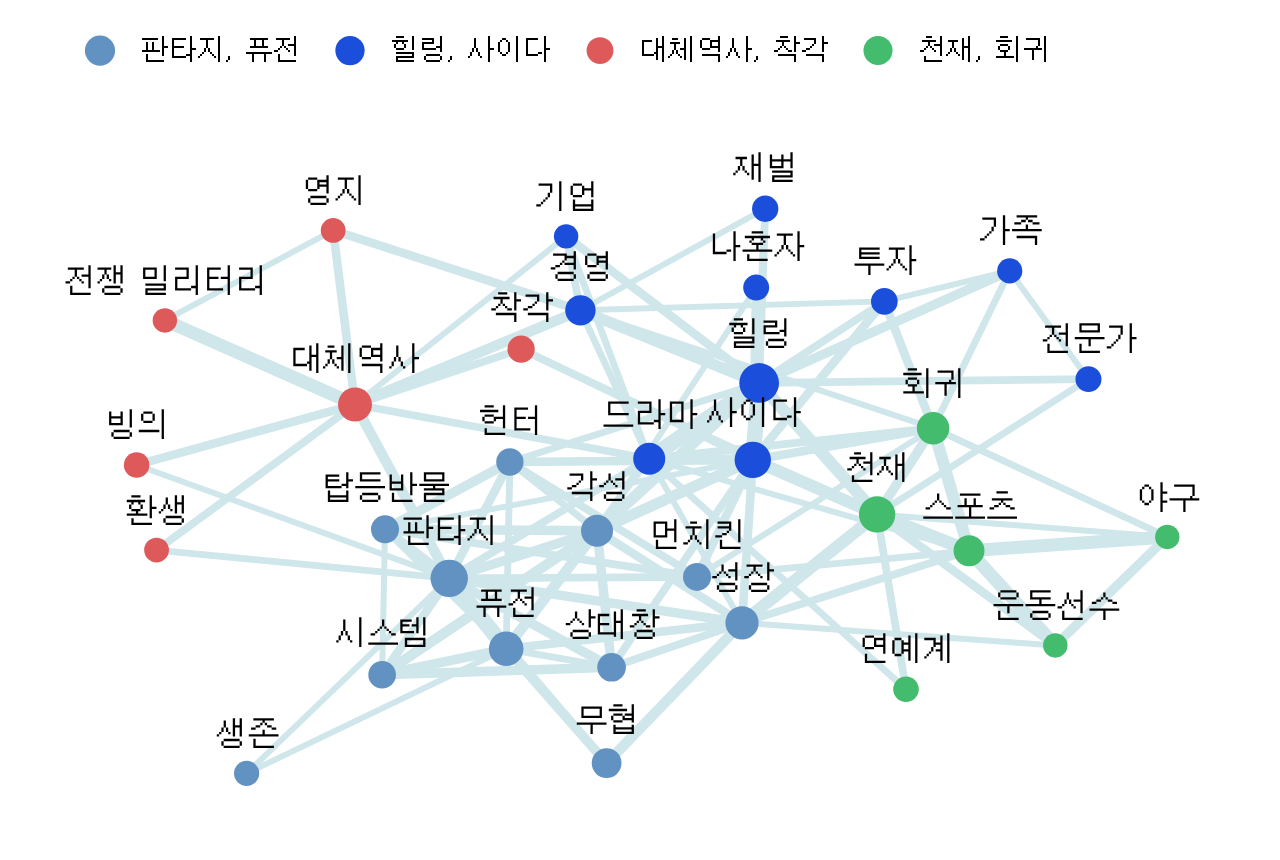 판타지, 퓨전 힐링, 사이다 대체역사, 착각 천재, 회귀
재벌
영지
기업
가족
나혼자
투자
경영
전쟁 밀리터리
착각
힐링
전문가
대체역사
회귀
드라마
사이다
헌터
빙의
천재
각성
탑등반물
야구
스포츠
환생
판타지
먼치킨
성장
퓨전
운동선수
상태창
시스템
연예계
무협
생존